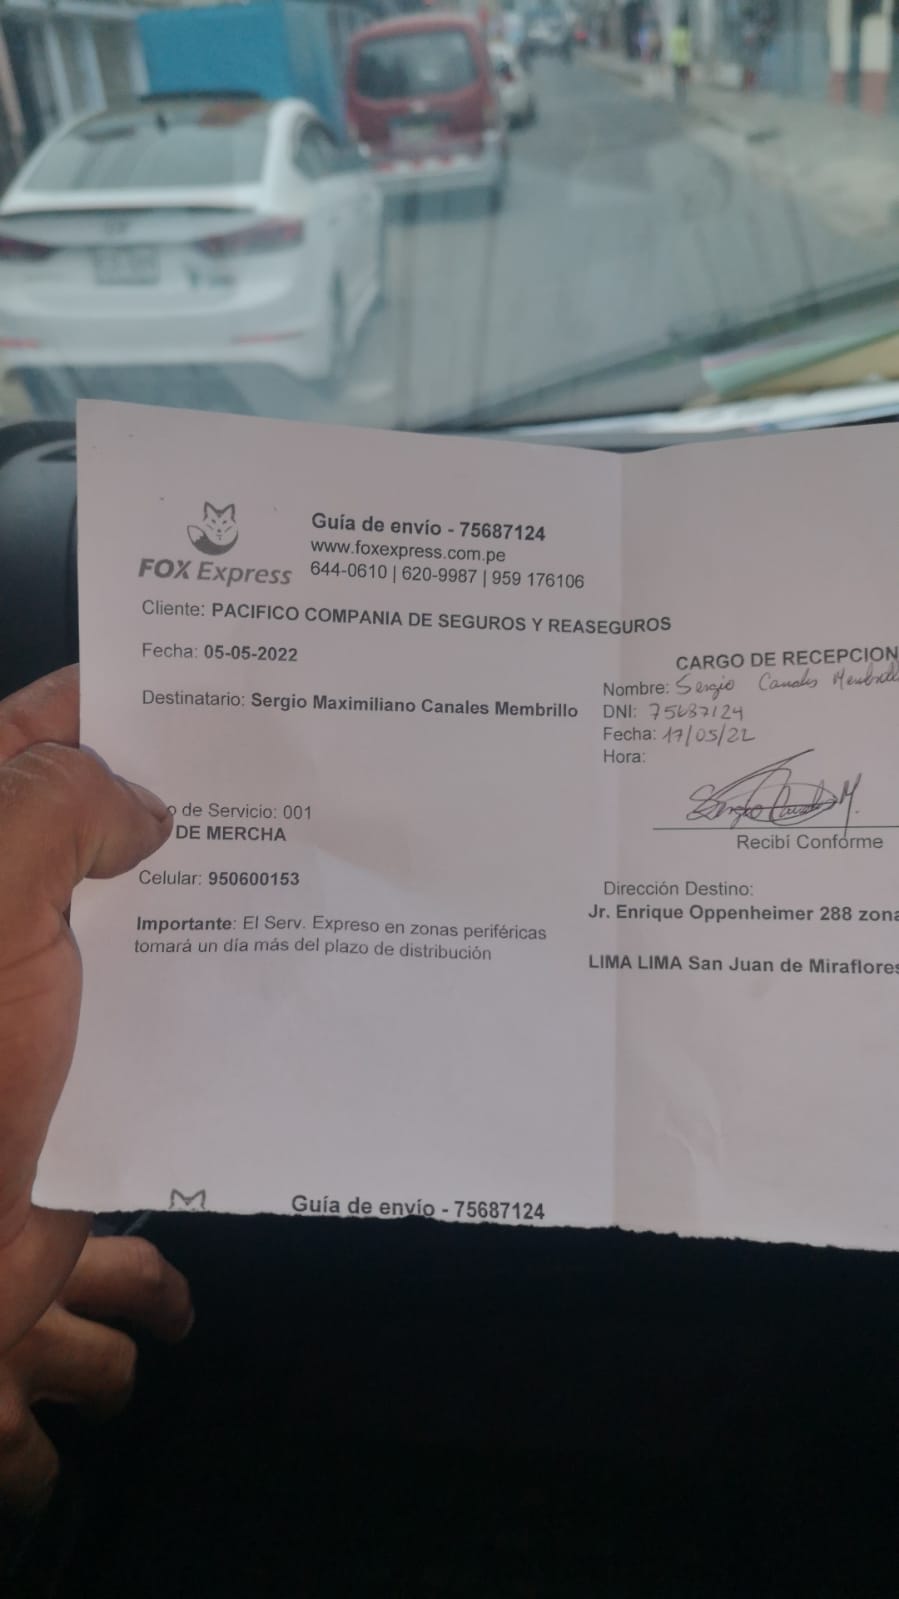 FOX Express
Guía de envío - 75687124
www.foxexpress.com.pe
644-0610 | 620-9987 | 959 176106
Cliente: PACIFICO COMPANIA DE SEGUROS Y REASEGUROS
Fecha: 05-05-2022
Destinatario: Sergio Maximiliano Canales Membrillo
o de Servicio: 001
DE MERCHA
Celular: 950600153
Importante: El Serv. Expreso en zonas periféricas
tomará un día más del plazo de distribución
CARGO DE RECEPCION
Nombre: Sergio Canales Membrillo
DNI: 75687124
Fecha: 17/05/22
Hora:
Sergio Canales M.
Recibí Conforme
Dirección Destino:
Jr. Enrique Oppenheimer 288 zona
LIMA LIMA San Juan de Miraflores
Guía de envío - 75687124